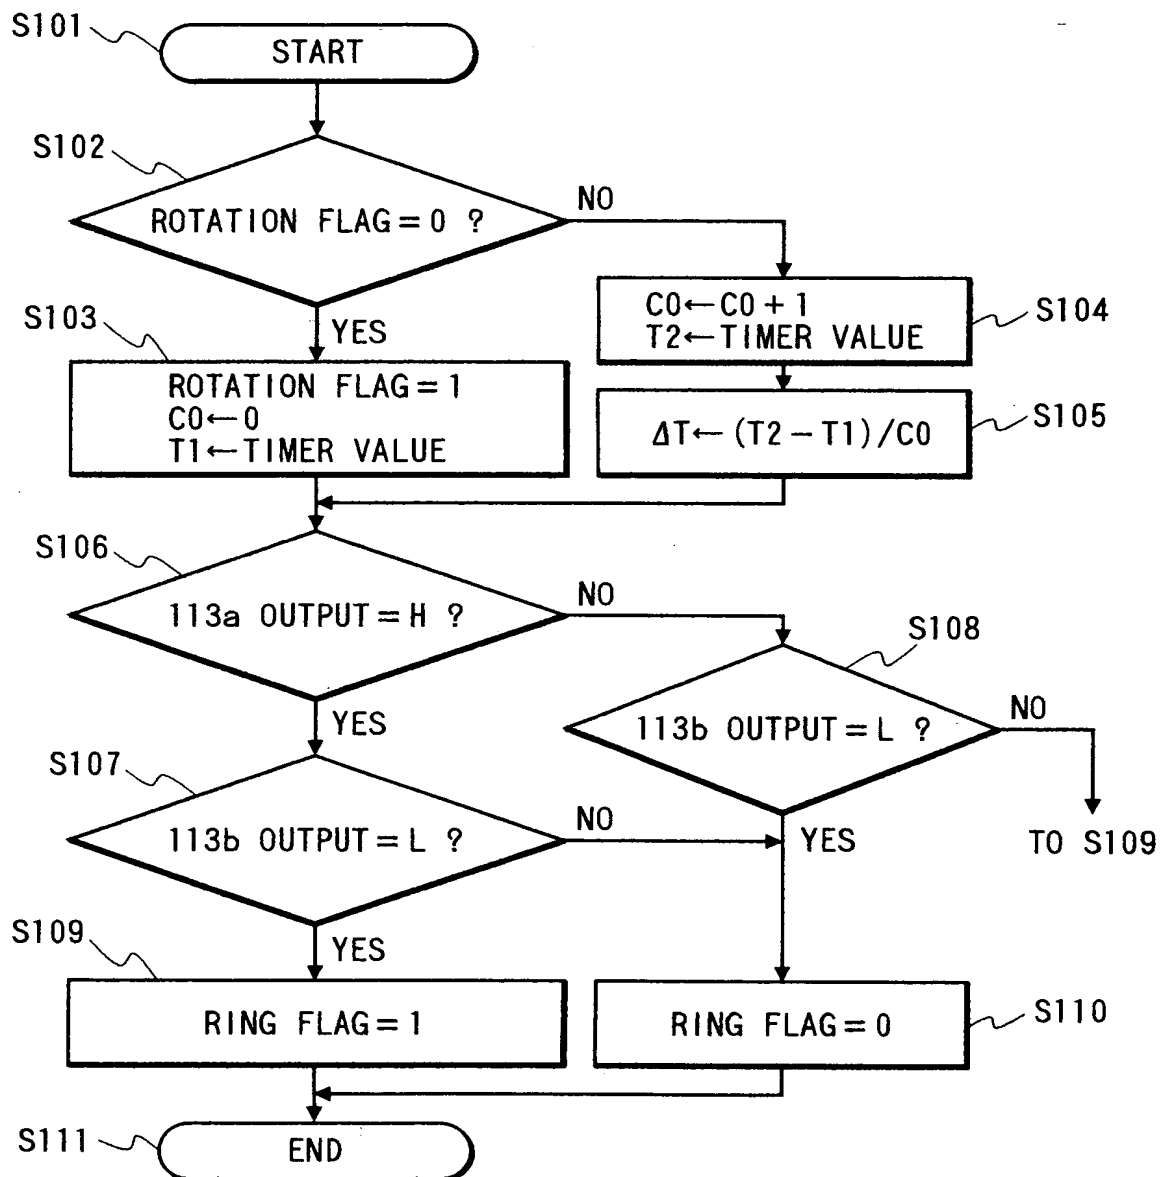 S101
START
S102
ROTATION FLAG = 0 ?
NO
YES
S103
ROTATION FLAG = 1
C0←0
T1←TIMER VALUE
C0←C0 + 1
T2←TIMER VALUE
S104
ΔT← (T2 − T1) /C0
S105
S106
113a OUTPUT = H ?
NO
YES
S108
113b OUTPUT = L ?
NO
YES
TO S109
S107
113b OUTPUT = L ?
NO
YES
S109
RING FLAG = 1
RING FLAG = 0
S110
S111
END